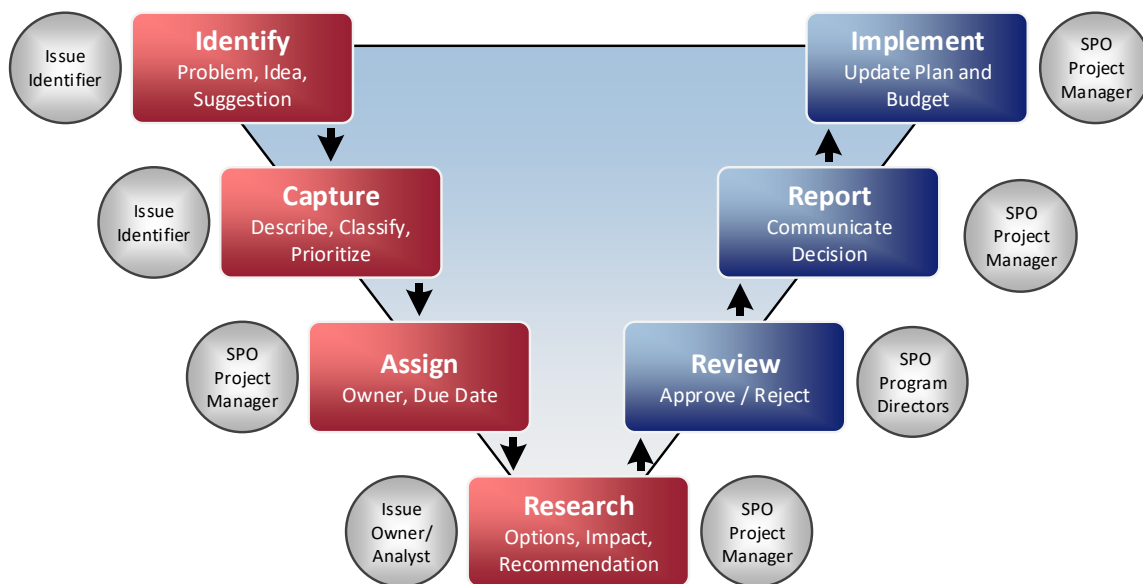 Issue
Identifier
Identify
Problem, Idea,
Suggestion
Implement
Update Plan and
Budget
SPO
Project
Manager
Issue
Identifier
Capture
Describe, Classify,
Prioritize
Report
Communicate
Decision
SPO
Project
Manager
SPO
Project
Manager
Assign
Owner, Due Date
Review
Approve / Reject
SPO
Program
Directors
Issue
Owner/
Analyst
Research
Options, Impact,
Recommendation
SPO
Project
Manager